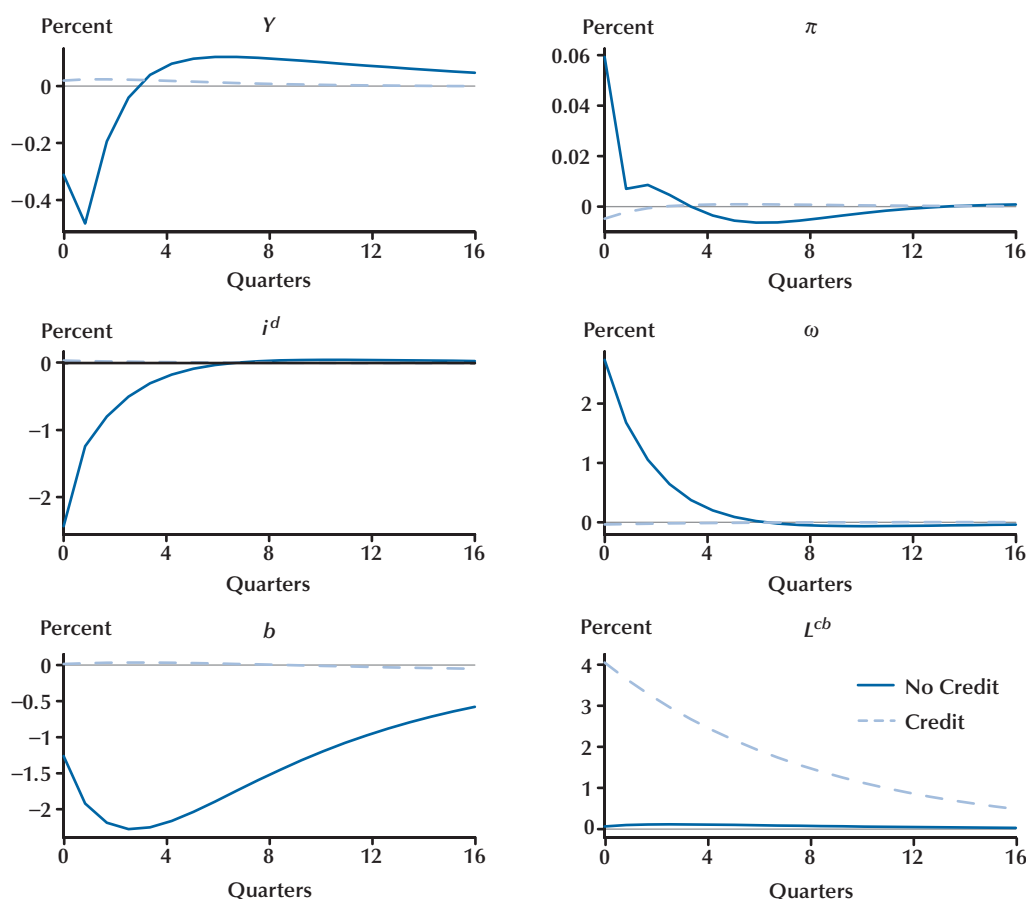 Percent
Y
0
−0.2
−0.4
0 4 8 12 16
Quarters
Percent
π
0.06
0.04
0.02
0
0 4 8 12 16
Quarters
Percent
i^d
0
−1
−2
0 4 8 12 16
Quarters
Percent
ω
2
1
0
0 4 8 12 16
Quarters
Percent
b
0
−0.5
−1
−1.5
−2
0 4 8 12 16
Quarters
Percent
L^cb
4
3
2
1
0
No Credit
Credit
0 4 8 12 16
Quarters